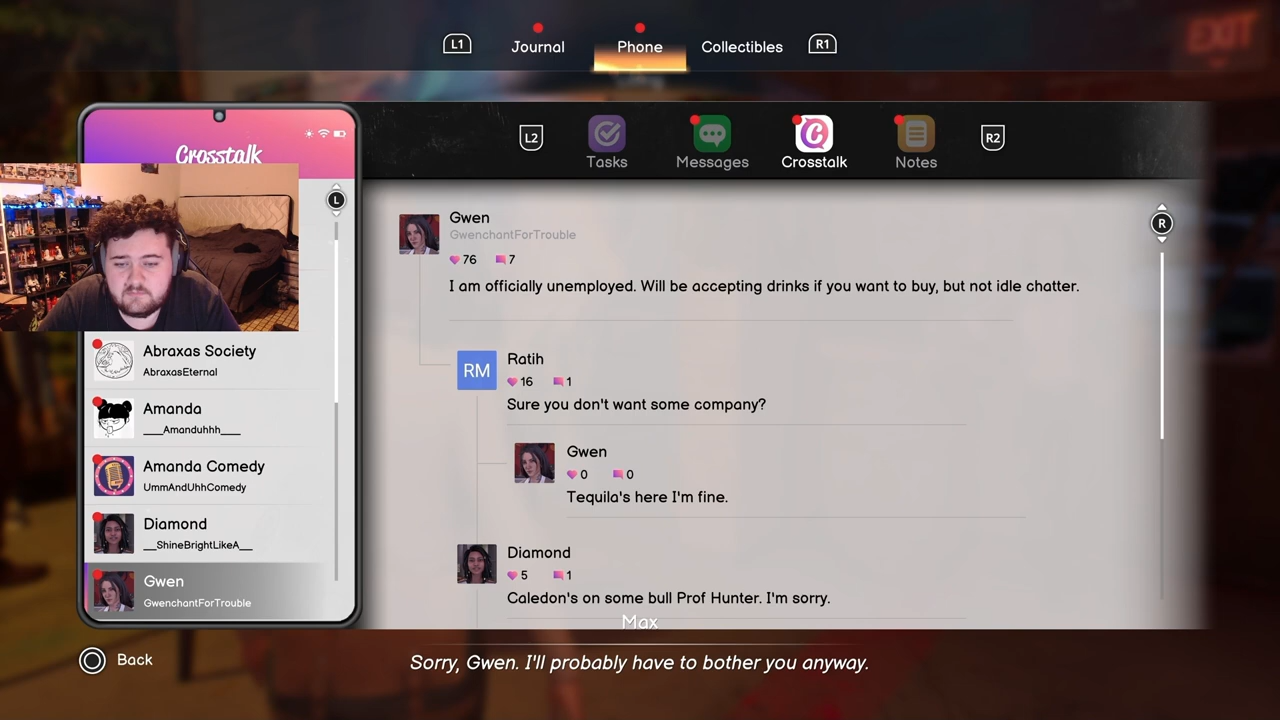 EXIT
L1
Journal
Phone
Collectibles
R1
Crosstalk
L
L2
Tasks
Messages
Crosstalk
Notes
R2
Abraxas Society
AbraxasEternal
Amanda
____Amanduhhh____
Amanda Comedy
UmmAndUhhComedy
Diamond
__ShineBrightLikeA__
Gwen
GwenchantForTrouble
Gwen
GwenchantForTrouble
76 7
I am officially unemployed. Will be accepting drinks if you want to buy, but not idle chatter.
R
RM
Ratih
16 1
Sure you don't want some company?
Gwen
0 0
Tequila's here I'm fine.
Diamond
5 1
Caledon's on some bull Prof Hunter. I'm sorry.
Max
Sorry, Gwen. I'll probably have to bother you anyway.
Back